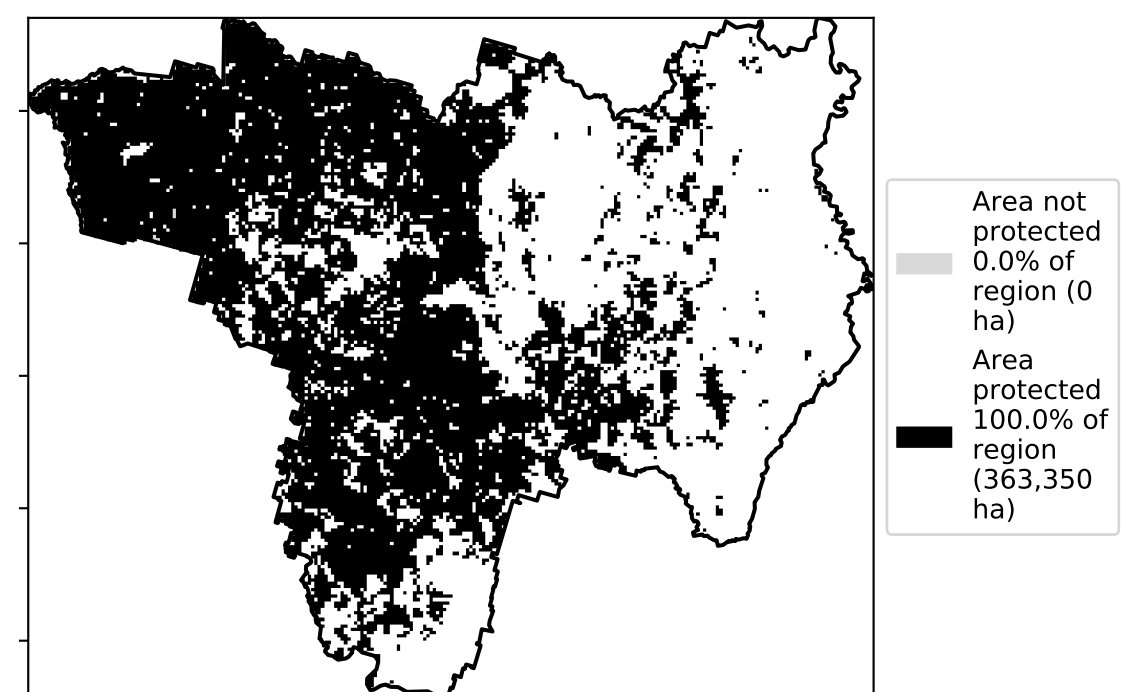 Area not
protected
0.0% of
region (0
ha)
Area
protected
100.0% of
region
(363,350
ha)